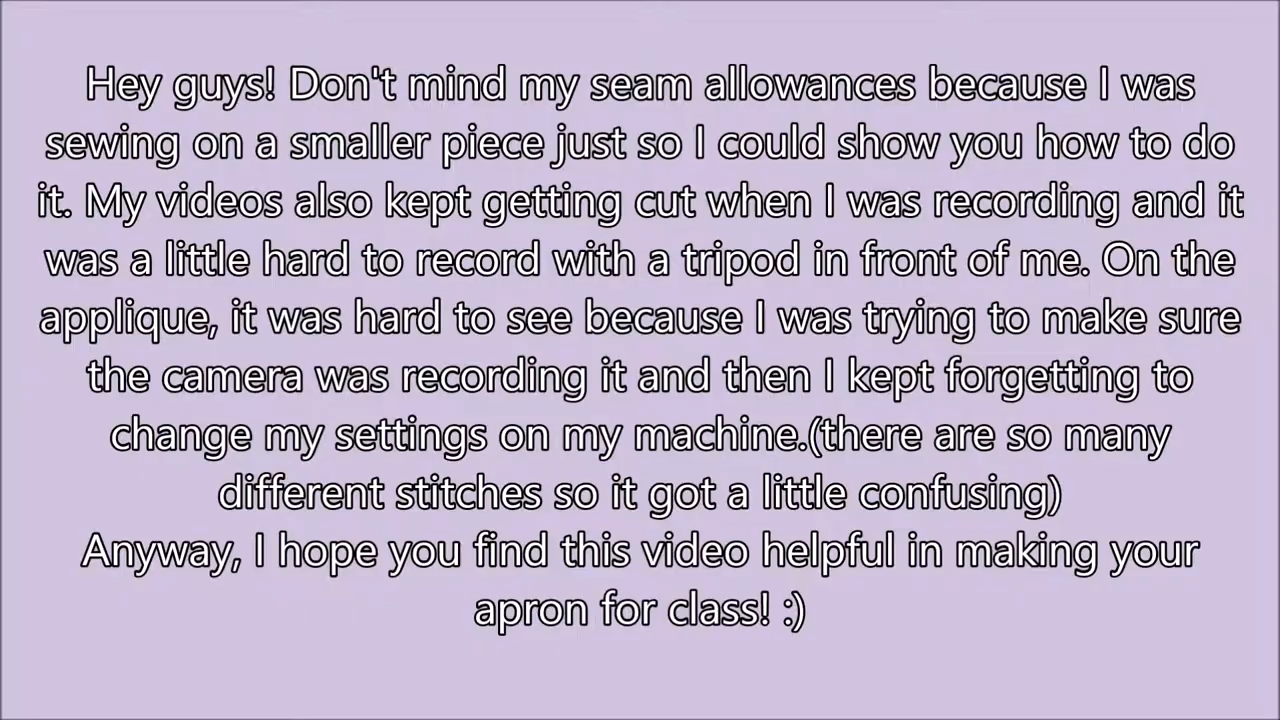 Hey guys! Don't mind my seam allowances because I was
sewing on a smaller piece just so I could show you how to do
it. My videos also kept getting cut when I was recording and it
was a little hard to record with a tripod in front of me. On the
applique, it was hard to see because I was trying to make sure
the camera was recording it and then I kept forgetting to
change my settings on my machine.(there are so many
different stitches so it got a little confusing)
Anyway, I hope you find this video helpful in making your
apron for class! :)